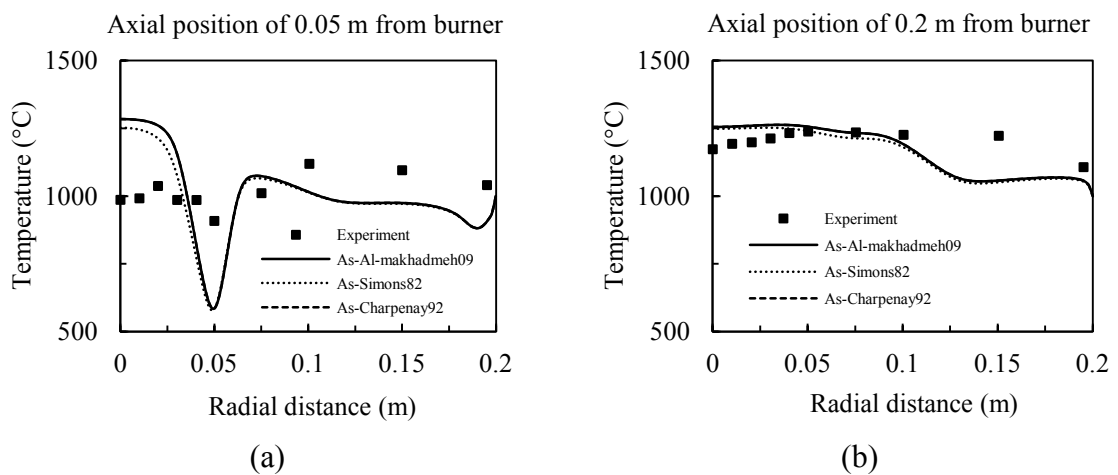 Axial position of 0.05 m from burner
1500
1000
500
Temperature (°C)
Experiment
As-Al-makhadmeh09
As-Simons82
As-Charpenay92
0 0.05 0.1 0.15 0.2
Radial distance (m)
(a)
Axial position of 0.2 m from burner
1500
1000
500
Temperature (°C)
Experiment
As-Al-makhadmeh09
As-Simons82
As-Charpenay92
0 0.05 0.1 0.15 0.2
Radial distance (m)
(b)